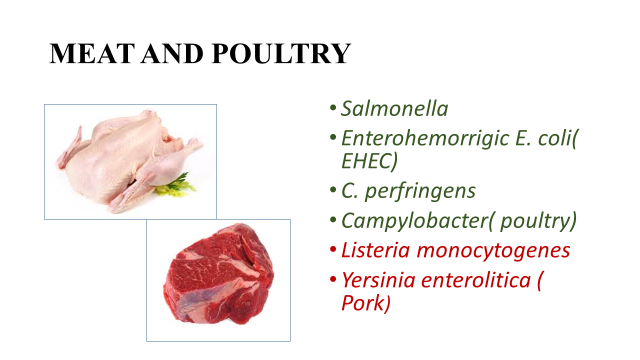 MEAT AND POULTRY
• Salmonella
• Enterohemorrigic E. coli(
EHEC)
• C. perfringens
• Campylobacter( poultry)
• Listeria monocytogenes
• Yersinia enterolitica (
Pork)